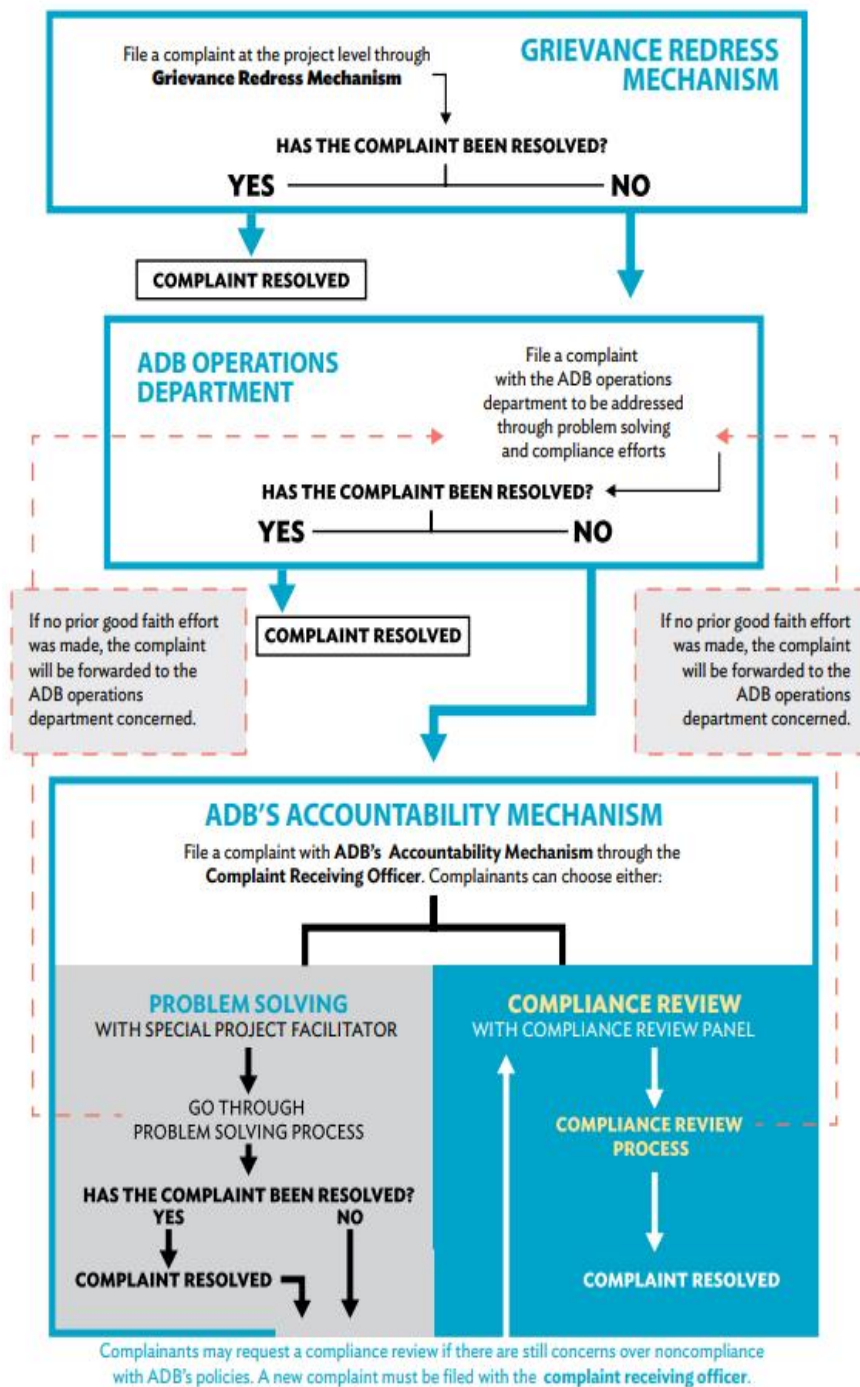 GRIEVANCE REDRESS
MECHANISM
File a complaint at the project level through
Grievance Redress Mechanism
HAS THE COMPLAINT BEEN RESOLVED?
YES
NO
COMPLAINT RESOLVED
ADB OPERATIONS
DEPARTMENT
File a complaint
with the ADB operations
department to be addressed
through problem solving
and compliance efforts
HAS THE COMPLAINT BEEN RESOLVED?
YES
NO
COMPLAINT RESOLVED
If no prior good faith effort
was made, the complaint
will be forwarded to the
ADB operations
department concerned.
If no prior good faith effort
was made, the complaint
will be forwarded to the
ADB operations
department concerned.
ADB'S ACCOUNTABILITY MECHANISM
File a complaint with ADB's Accountability Mechanism through the
Complaint Receiving Officer. Complainants can choose either:
PROBLEM SOLVING
WITH SPECIAL PROJECT FACILITATOR
GO THROUGH
PROBLEM SOLVING PROCESS
HAS THE COMPLAINT BEEN RESOLVED?
YES
NO
COMPLAINT RESOLVED
COMPLIANCE REVIEW
WITH COMPLIANCE REVIEW PANEL
COMPLIANCE REVIEW
PROCESS
COMPLAINT RESOLVED
Complainants may request a compliance review if there are still concerns over noncompliance
with ADB's policies. A new complaint must be filed with the complaint receiving officer.